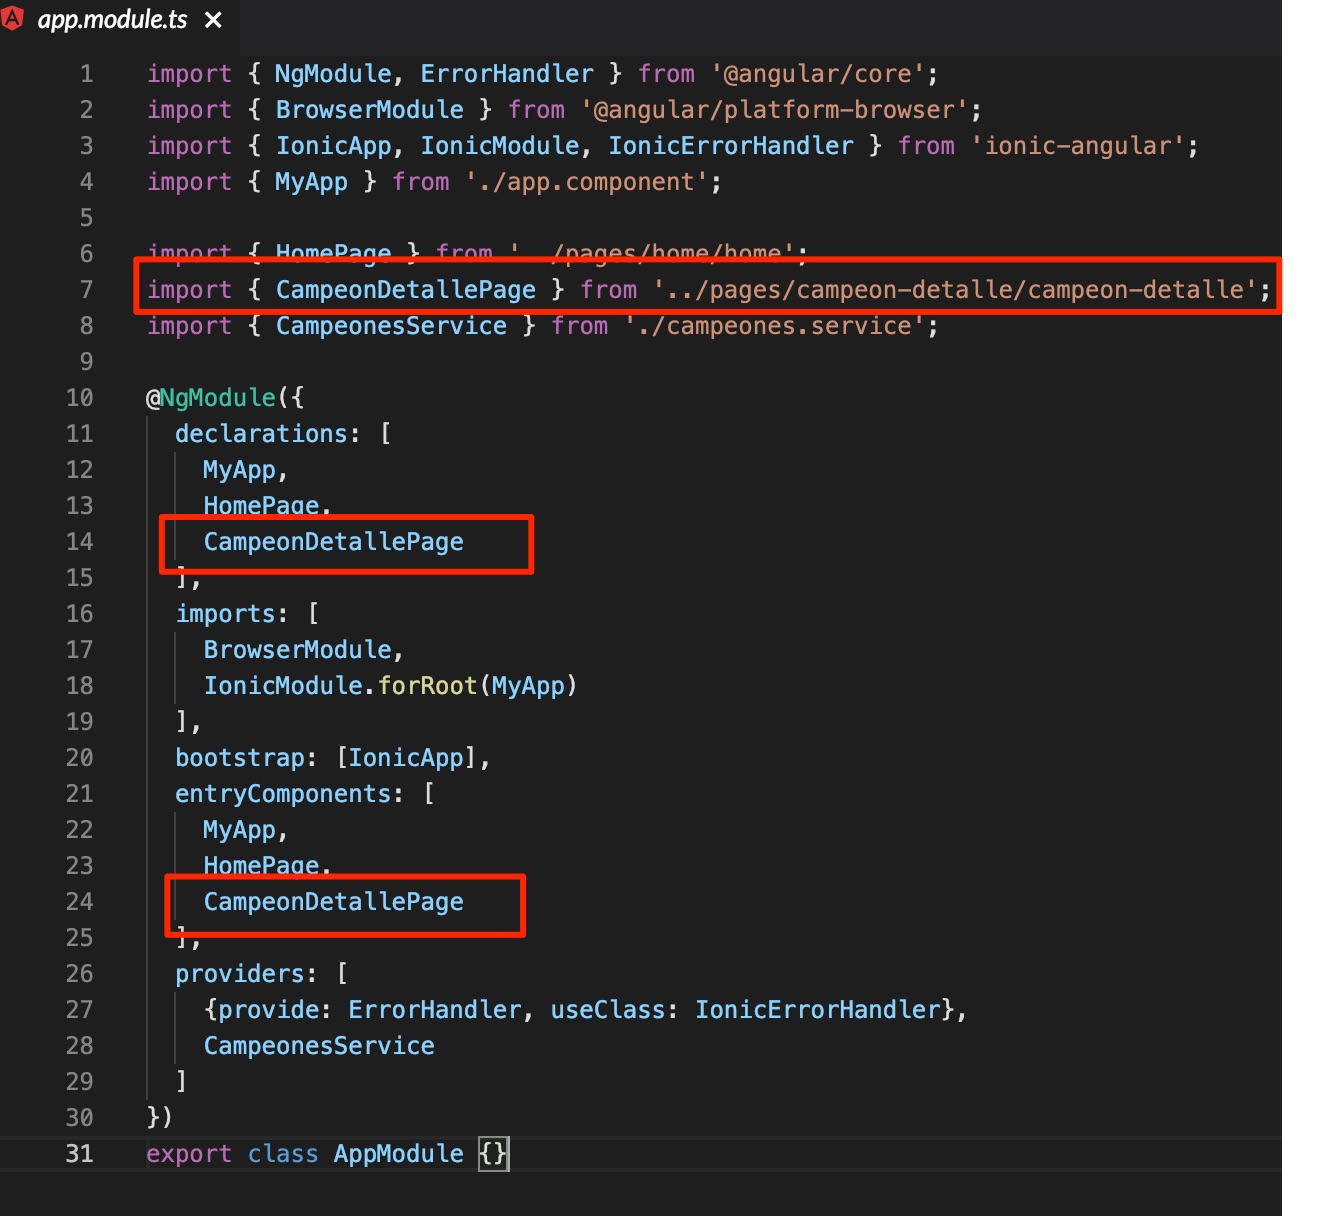 app.module.ts ×
1 import { NgModule, ErrorHandler } from '@angular/core';
2 import { BrowserModule } from '@angular/platform-browser';
3 import { IonicApp, IonicModule, IonicErrorHandler } from 'ionic-angular';
4 import { MyApp } from './app.component';
5
6 import { HomePage } from '../pages/home/home';
7 import { CampeonDetallePage } from '../pages/campeon-detalle/campeon-detalle';
8 import { CampeonesService } from './campeones.service';
9
10 @NgModule({
11 declarations: [
12 MyApp,
13 HomePage,
14 CampeonDetallePage
15 ],
16 imports: [
17 BrowserModule,
18 IonicModule.forRoot(MyApp)
19 ],
20 bootstrap: [IonicApp],
21 entryComponents: [
22 MyApp,
23 HomePage,
24 CampeonDetallePage
25 ],
26 providers: [
27 {provide: ErrorHandler, useClass: IonicErrorHandler},
28 CampeonesService
29 ]
30 })
31 export class AppModule {}